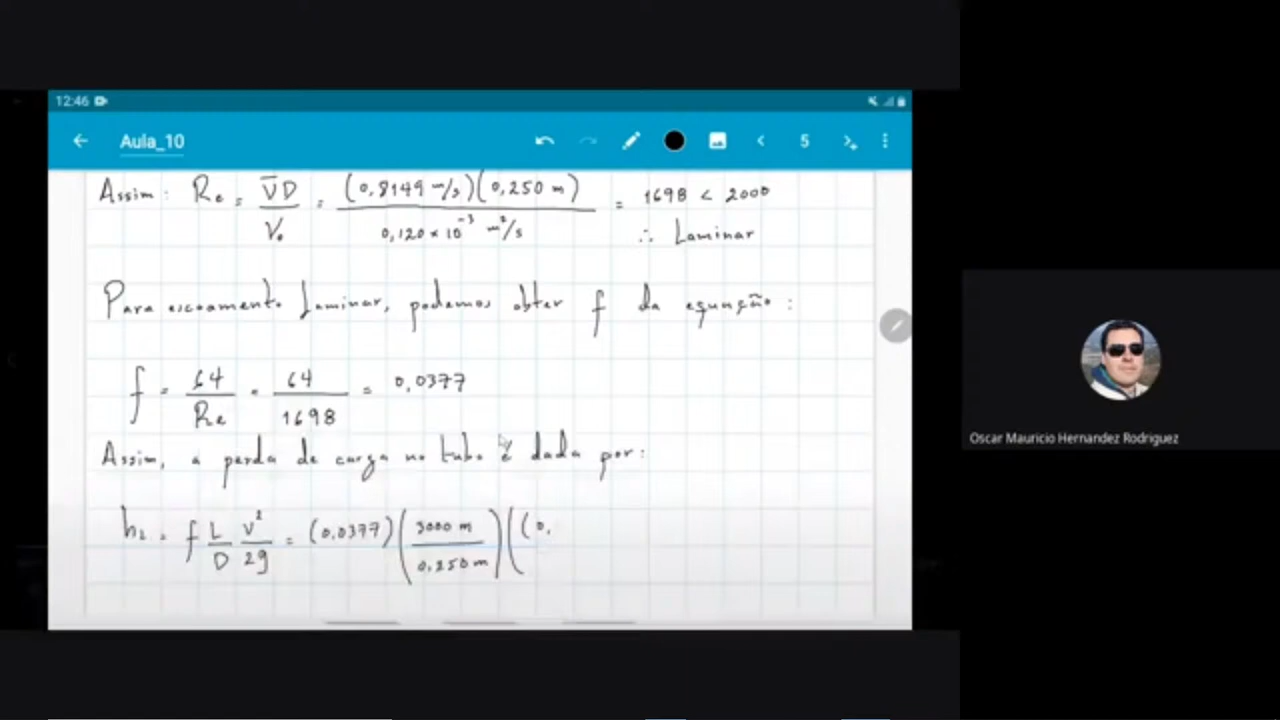 12:46
Aula_10
5
Assim: Re = V̅D / V₀ = (0,8149 m/s)(0,250 m) / 0,120 × 10⁻³ m²/s = 1698 < 2000
∴ Laminar
Para escoamento Laminar, podemos obter f da equação:
f = 64 / Re = 64 / 1698 = 0,0377
Assim, a perda de carga no tubo é dada por:
h_L = f L/D V²/2g = (0,0377) (3000 m / 0,250 m) ((0,
Oscar Mauricio Hernandez Rodriguez